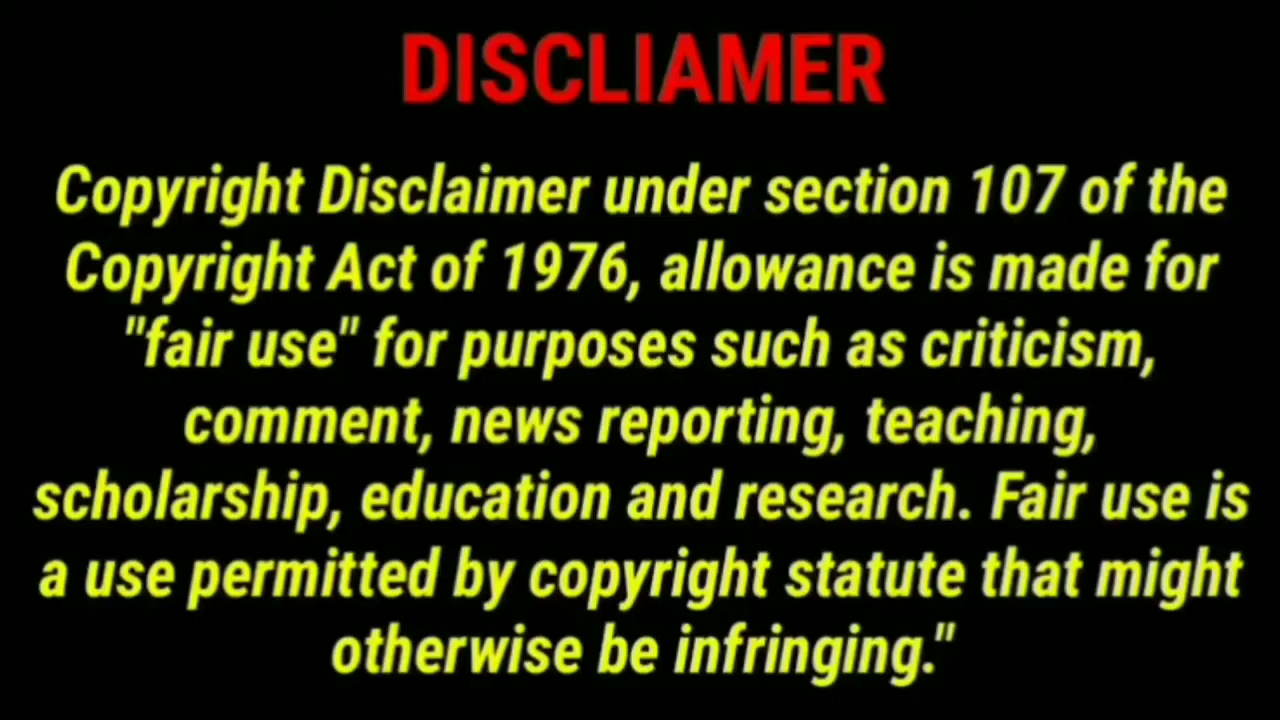 DISCLIAMER
Copyright Disclaimer under section 107 of the
Copyright Act of 1976, allowance is made for
"fair use" for purposes such as criticism,
comment, news reporting, teaching,
scholarship, education and research. Fair use is
a use permitted by copyright statute that might
otherwise be infringing."